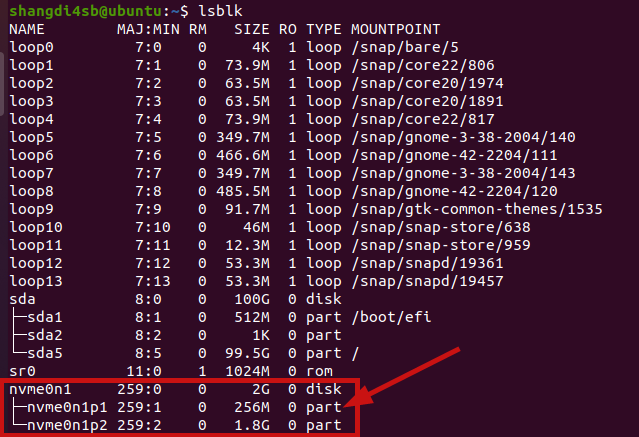 shangdi4sb@ubuntu:~$ lsblk
NAME MAJ:MIN RM SIZE RO TYPE MOUNTPOINT
loop0 7:0 0 4K 1 loop /snap/bare/5
loop1 7:1 0 73.9M 1 loop /snap/core22/806
loop2 7:2 0 63.5M 1 loop /snap/core20/1974
loop3 7:3 0 63.5M 1 loop /snap/core20/1891
loop4 7:4 0 73.9M 1 loop /snap/core22/817
loop5 7:5 0 349.7M 1 loop /snap/gnome-3-38-2004/140
loop6 7:6 0 466.6M 1 loop /snap/gnome-42-2204/111
loop7 7:7 0 349.7M 1 loop /snap/gnome-3-38-2004/143
loop8 7:8 0 485.5M 1 loop /snap/gnome-42-2204/120
loop9 7:9 0 91.7M 1 loop /snap/gtk-common-themes/1535
loop10 7:10 0 46M 1 loop /snap/snap-store/638
loop11 7:11 0 12.3M 1 loop /snap/snap-store/959
loop12 7:12 0 53.3M 1 loop /snap/snapd/19361
loop13 7:13 0 53.3M 1 loop /snap/snapd/19457
sda 8:0 0 100G 0 disk
├─sda1 8:1 0 512M 0 part /boot/efi
├─sda2 8:2 0 1K 0 part
└─sda5 8:5 0 99.5G 0 part /
sr0 11:0 1 1024M 0 rom
nvme0n1 259:0 0 2G 0 disk
├─nvme0n1p1 259:1 0 256M 0 part
└─nvme0n1p2 259:2 0 1.8G 0 part